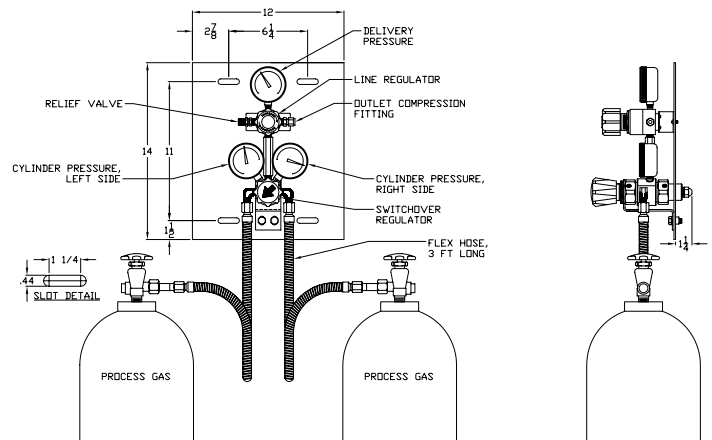 12
2 7/8
6 1/4
DELIVERY
PRESSURE
LINE REGULATOR
RELIEF VALVE
OUTLET COMPRESSION
FITTING
14
11
CYLINDER PRESSURE,
LEFT SIDE
CYLINDER PRESSURE,
RIGHT SIDE
SWITCHOVER
REGULATOR
1 1/2
FLEX HOSE,
3 FT LONG
1 1/4
1 1/4
.44
SLOT DETAIL
PROCESS GAS
PROCESS GAS